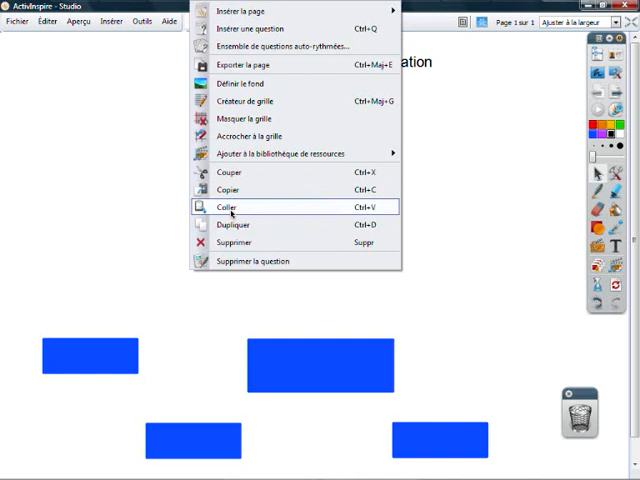 ActivInspire - Studio
Fichier Éditer Aperçu Insérer Outils Aide
Page 1 sur 1 Ajuster à la largeur
ation
Insérer la page
Insérer une question Ctrl+Q
Ensemble de questions auto-rythmées...
Exporter la page Ctrl+Maj+E
Définir le fond
Créateur de grille Ctrl+Maj+G
Masquer la grille
Accrocher à la grille
Ajouter à la bibliothèque de ressources
Couper Ctrl+X
Copier Ctrl+C
Coller Ctrl+V
Dupliquer Ctrl+D
Supprimer Suppr
Supprimer la question